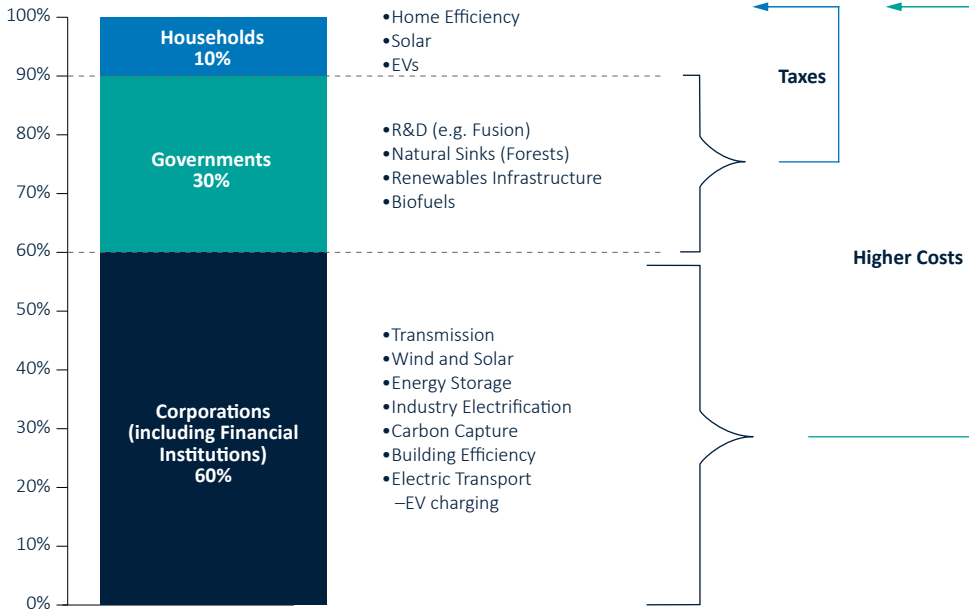 100%
90%
80%
70%
60%
50%
40%
30%
20%
10%
0%
Households
10%
Governments
30%
Corporations
(including Financial
Institutions)
60%
•Home Efficiency
•Solar
•EVs
•R&D (e.g. Fusion)
•Natural Sinks (Forests)
•Renewables Infrastructure
•Biofuels
•Transmission
•Wind and Solar
•Energy Storage
•Industry Electrification
•Carbon Capture
•Building Efficiency
•Electric Transport
–EV charging
Taxes
Higher Costs